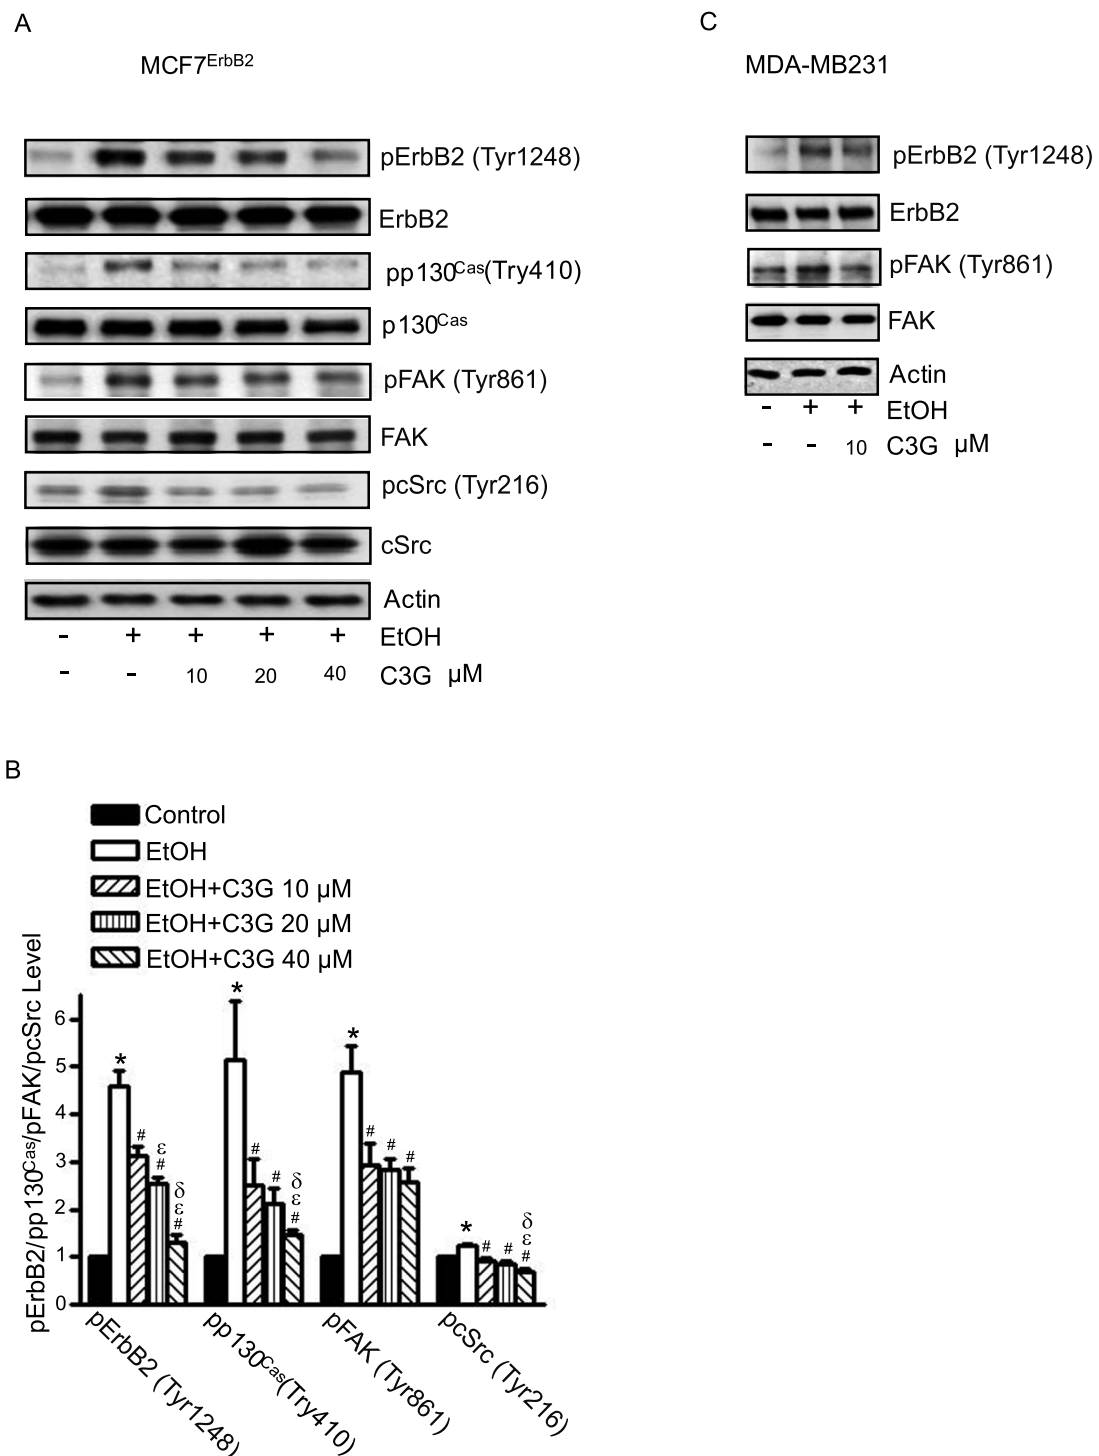 A
MCF7ErbB2
pErbB2 (Tyr1248)
ErbB2
pp130Cas(Try410)
p130Cas
pFAK (Tyr861)
FAK
pcSrc (Tyr216)
cSrc
Actin
- + + + + EtOH
- - 10 20 40 C3G µM
C
MDA-MB231
pErbB2 (Tyr1248)
ErbB2
pFAK (Tyr861)
FAK
Actin
- + + EtOH
- - 10 C3G µM
B
Control
EtOH
EtOH+C3G 10 µM
EtOH+C3G 20 µM
EtOH+C3G 40 µM
pErbB2/pp130Cas/pFAK/pcSrc Level
6
5
4
3
2
1
0
*
#
ε
#
δ
ε
#
*
#
#
δ
ε
#
*
#
#
#
*
#
#
δ
ε
#
pErbB2 (Tyr1248)
pp130Cas(Try410)
pFAK (Tyr861)
pcSrc (Tyr216)